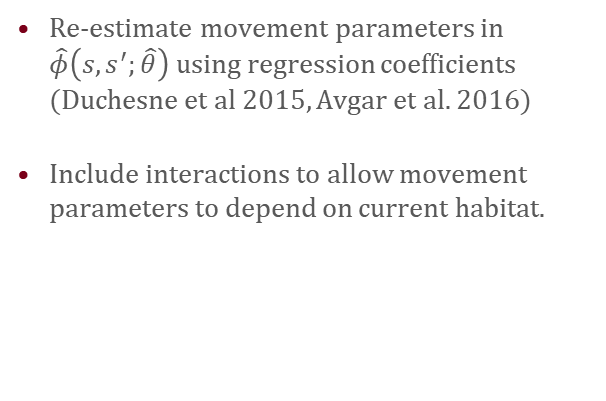 • Re-estimate movement parameters in
ϕ̂(s, s′; θ̂) using regression coefficients
(Duchesne et al 2015, Avgar et al. 2016)
• Include interactions to allow movement
parameters to depend on current habitat.